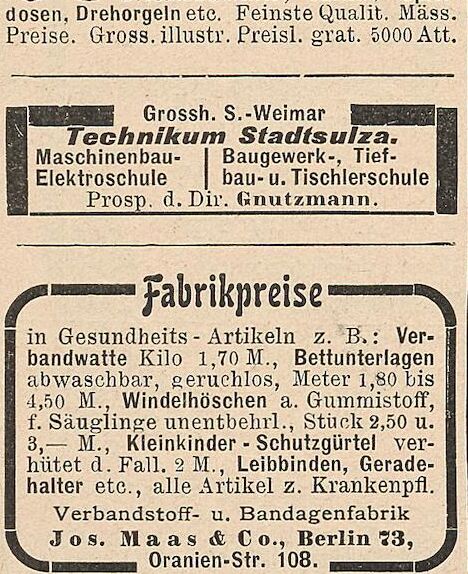 dosen, Drehorgeln etc. Feinste Qualit. Mäss.
Preise. Gross. illustr. Preisl. grat. 5000 Att.
Grossh. S.-Weimar
Technikum Stadtsulza.
Maschinenbau- | Baugewerk-, Tief-
Elektroschule | bau- u. Tischlerschule
Prosp. d. Dir. Gnutzmann.
Fabrikpreise
in Gesundheits-Artikeln z. B.: Ver-
bandwatte Kilo 1,70 M., Bettunterlagen
abwaschbar, geruchlos, Meter 1,80 bis
4,50 M., Windelhöschen a. Gummistoff,
f. Säuglinge unentbehrl., Stück 2,50 u.
3,— M., Kleinkinder-Schutzgürtel ver-
hütet d. Fall. 2 M., Leibbinden, Gerade-
halter etc., alle Artikel z. Krankenpfl.
Verbandstoff- u. Bandagenfabrik
Jos. Maas & Co., Berlin 73,
Oranien-Str. 108.